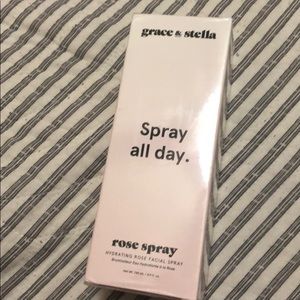 grace & stella
Spray
all day.
rose spray
HYDRATING ROSE FACIAL SPRAY